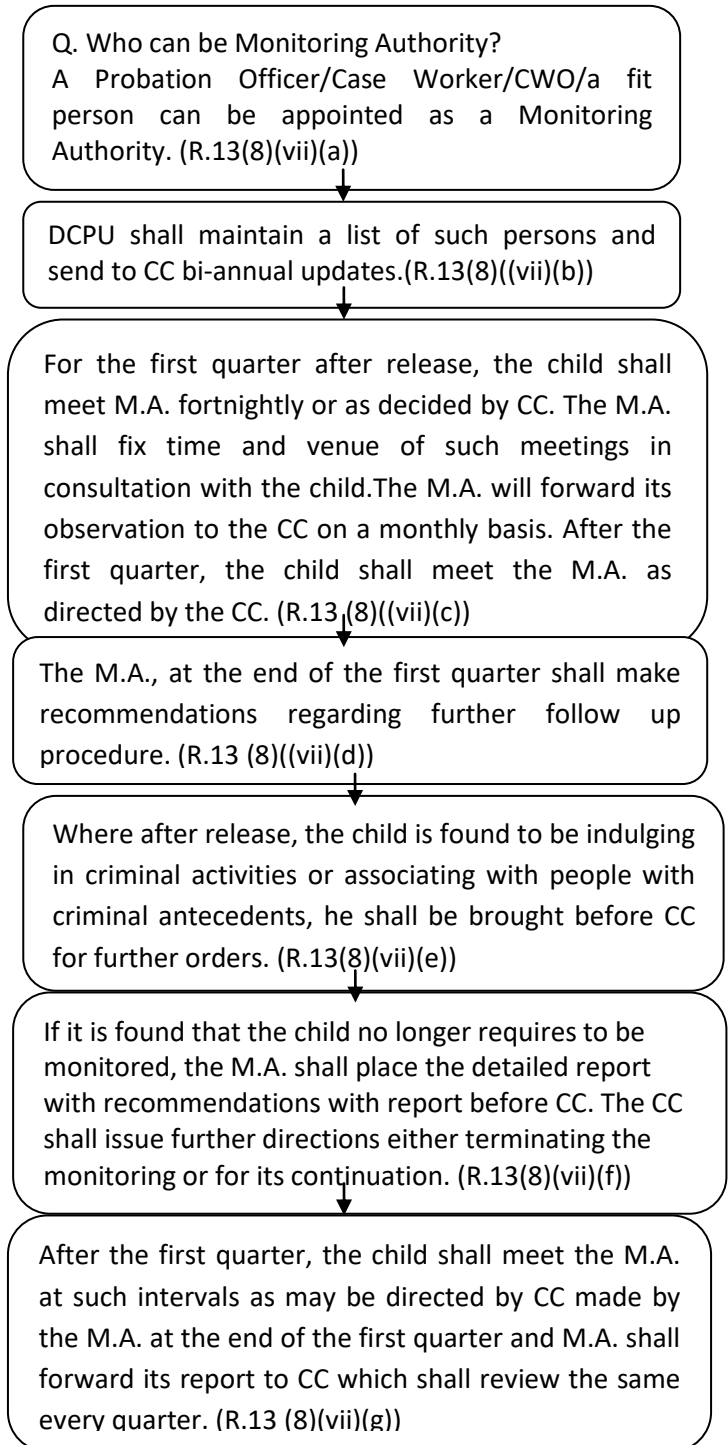 Q. Who can be Monitoring Authority?
A Probation Officer/Case Worker/CWO/a fit
person can be appointed as a Monitoring
Authority. (R.13(8)(vii)(a))
DCPU shall maintain a list of such persons and
send to CC bi-annual updates.(R.13(8)((vii)(b))
For the first quarter after release, the child shall
meet M.A. fortnightly or as decided by CC. The M.A.
shall fix time and venue of such meetings in
consultation with the child.The M.A. will forward its
observation to the CC on a monthly basis. After the
first quarter, the child shall meet the M.A. as
directed by the CC. (R.13 (8)((vii)(c))
The M.A., at the end of the first quarter shall make
recommendations regarding further follow up
procedure. (R.13 (8)((vii)(d))
Where after release, the child is found to be indulging
in criminal activities or associating with people with
criminal antecedents, he shall be brought before CC
for further orders. (R.13(8)(vii)(e))
If it is found that the child no longer requires to be
monitored, the M.A. shall place the detailed report
with recommendations with report before CC. The CC
shall issue further directions either terminating the
monitoring or for its continuation. (R.13(8)(vii)(f))
After the first quarter, the child shall meet the M.A.
at such intervals as may be directed by CC made by
the M.A. at the end of the first quarter and M.A. shall
forward its report to CC which shall review the same
every quarter. (R.13 (8)(vii)(g))